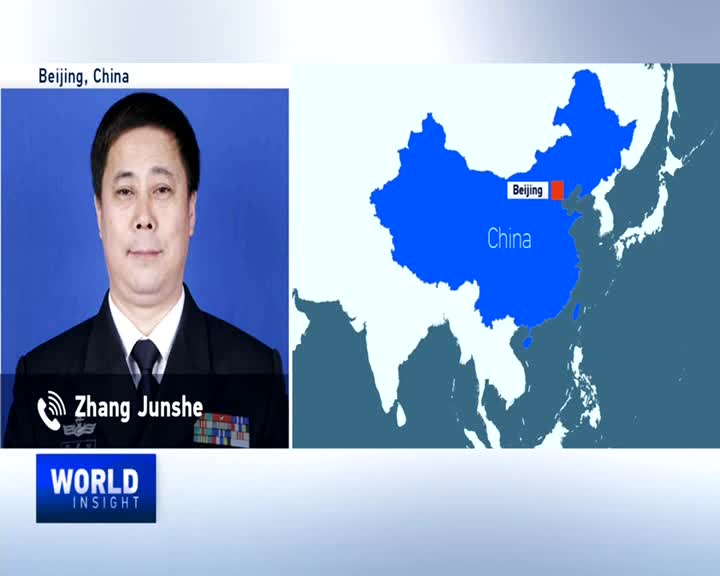 Beijing, China
Beijing
China
Zhang Junshe
WORLD
INSIGHT